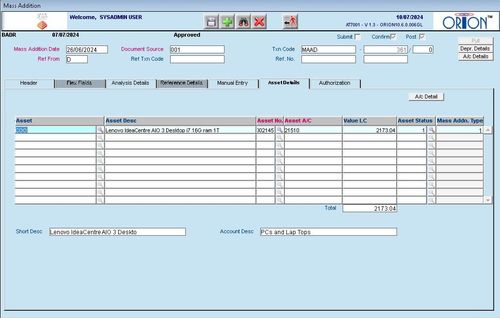 Mass Addition
Welcome, SYSADMIN USER
10/07/2024
AT7001 - V 1.3 - ORION10.6.0.006GL
ORION
BADR 07/07/2024 Approved Submit Confirm Post
Mass Addition Date 26/06/2024 Document Source 001 Txn Code MAAD - 361 / 0
Ref From D Ref Txn Code Ref. No.
Put
Depr. Details
A/c Details
Header Flex Fields Analysis Details Reference Details Manual Entry Asset Details Authorization
A/c Detail
Asset Asset Desc Asset No. Asset A/C Value LC Asset Status Mass Addn. Type
Lenovo IdeaCentre AIO 3 Desktop i7 16G ram 1T 002145 21510 2173.04 1 1
Total 2173.04
Short Desc Lenovo IdeaCentre AIO 3 Deskto Account Desc PCs and Lap Tops